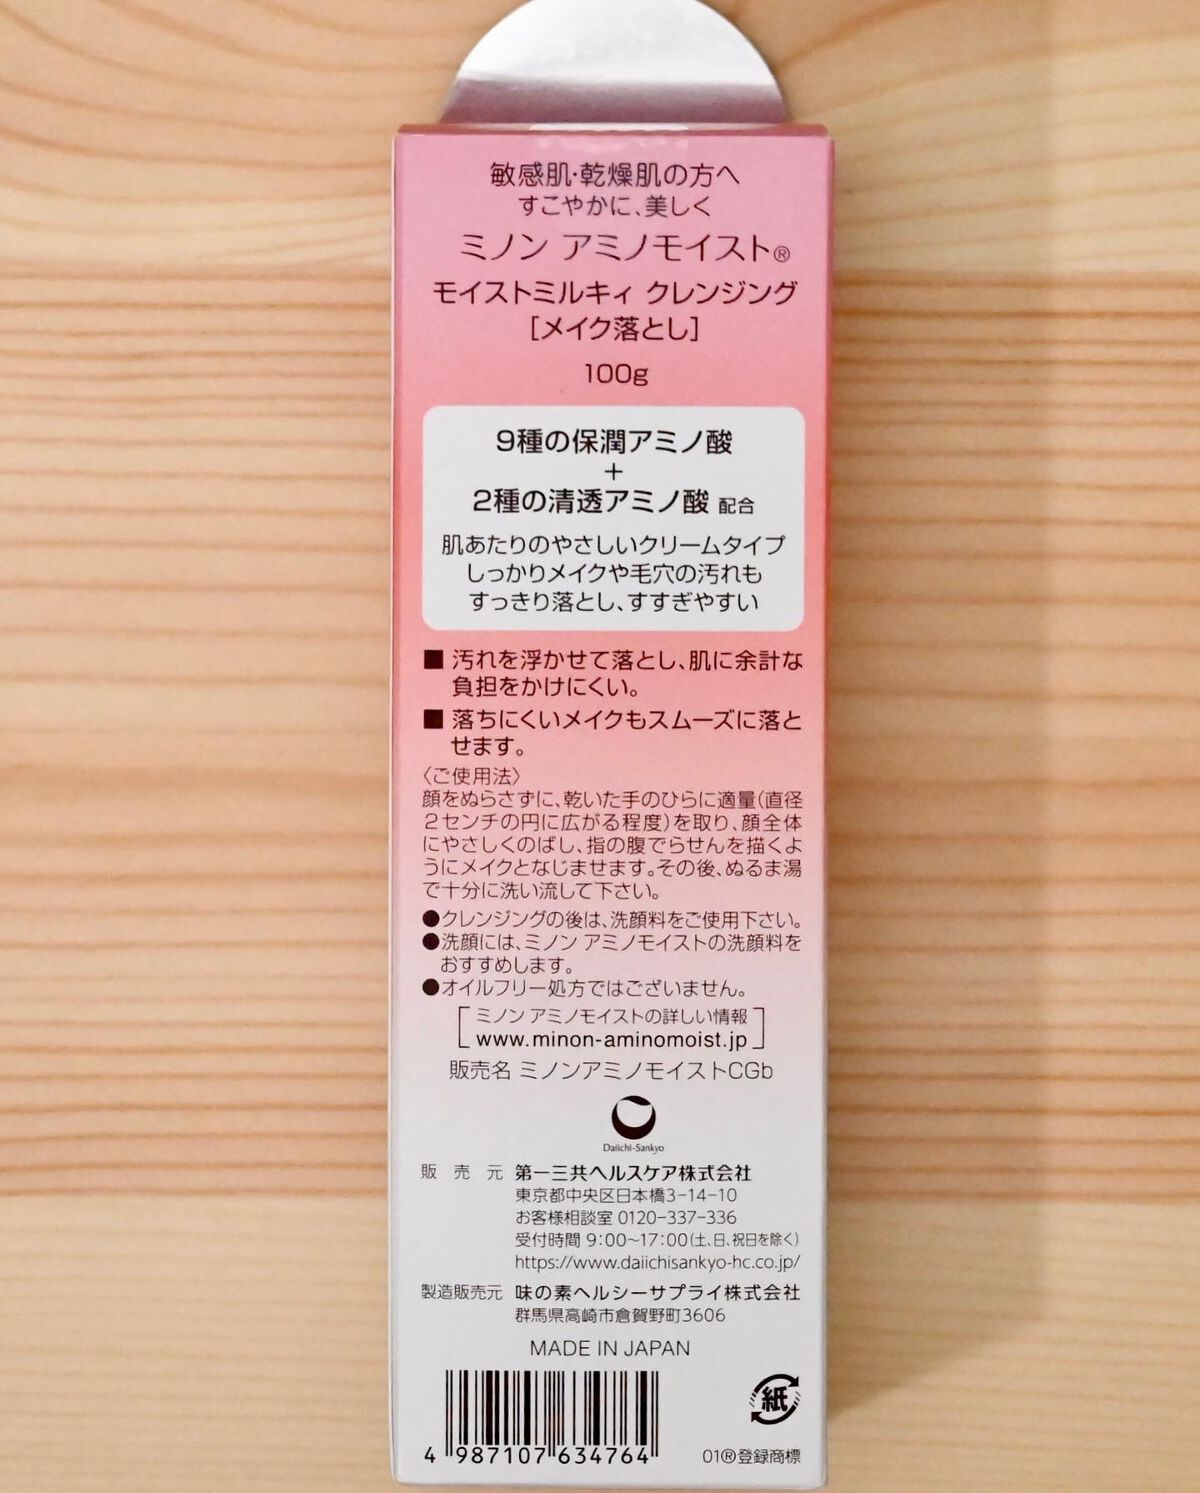 敏感肌・乾燥肌の方へ
すこやかに、美しく
ミノン アミノモイスト®
モイストミルキィ クレンジング
[メイク落とし]
100g
9種の保潤アミノ酸
+
2種の清透アミノ酸 配合
肌あたりのやさしいクリームタイプ
しっかりメイクや毛穴の汚れも
すっきり落とし、すすぎやすい
■ 汚れを浮かせて落とし、肌に余計な
負担をかけにくい。
■ 落ちにくいメイクもスムーズに落と
せます。
〈ご使用法〉
顔をぬらさずに、乾いた手のひらに適量(直径
2センチの円に広がる程度)を取り、顔全体
にやさしくのばし、指の腹でらせんを描くよ
うにメイクとなじませます。その後、ぬるま湯
で十分に洗い流して下さい。
●クレンジングの後は、洗顔料をご使用下さい。
●洗顔には、ミノン アミノモイストの洗顔料を
おすすめします。
●オイルフリー処方ではございません。
[ミノン アミノモイストの詳しい情報
www.minon-aminomoist.jp]
販売名 ミノンアミノモイストCGb
Daiichi-Sankyo
販売元 第一三共ヘルスケア株式会社
東京都中央区日本橋3-14-10
お客様相談室 0120-337-336
受付時間 9:00~17:00(土、日、祝日を除く)
https://www.daiichisankyo-hc.co.jp/
製造販売元 味の素ヘルシーサプライ株式会社
群馬県高崎市倉賀野町3606
MADE IN JAPAN
紙
4 987107 634764
01®登録商標